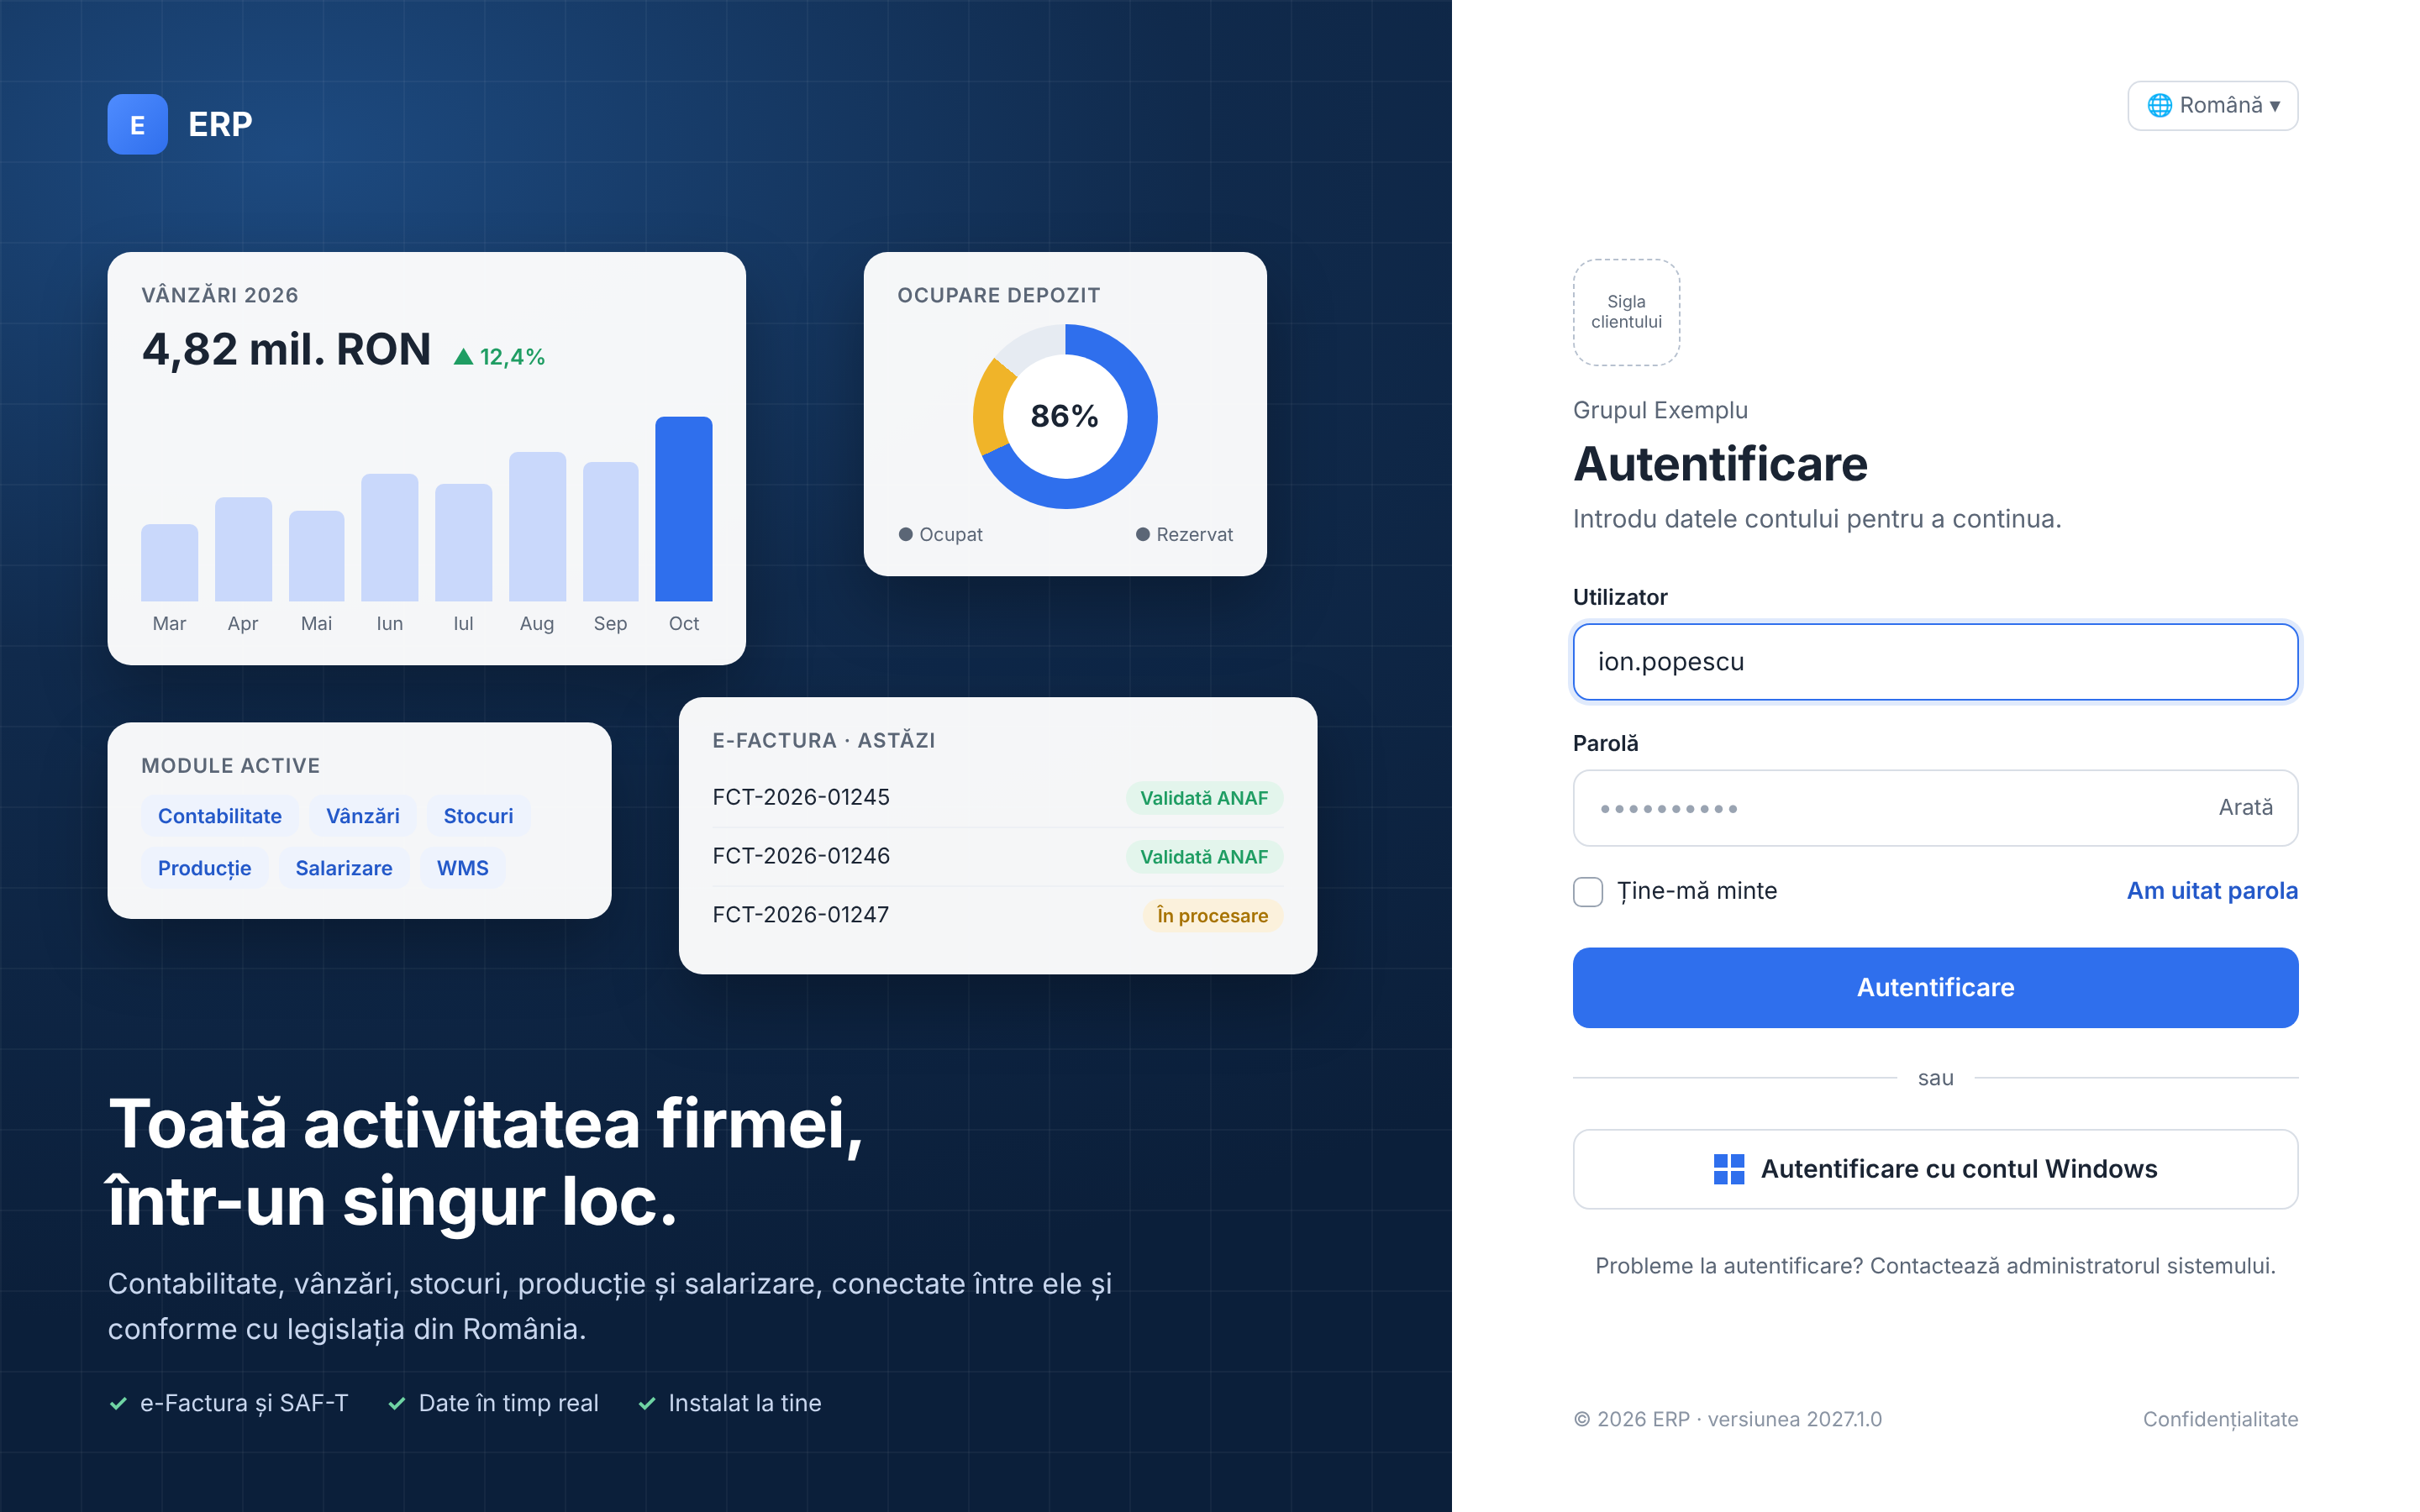 E ERP
VÂNZĂRI 2026
4,82 mil. RON ▲ 12,4%
Mar Apr Mai Iun Iul Aug Sep Oct
OCUPARE DEPOZIT
86%
● Ocupat ● Rezervat
MODULE ACTIVE
Contabilitate Vânzări Stocuri
Producție Salarizare WMS
E-FACTURA · ASTĂZI
FCT-2026-01245 Validată ANAF
FCT-2026-01246 Validată ANAF
FCT-2026-01247 În procesare
Toată activitatea firmei,
într-un singur loc.
Contabilitate, vânzări, stocuri, producție și salarizare, conectate între ele și
conforme cu legislația din România.
✓ e-Factura și SAF-T ✓ Date în timp real ✓ Instalat la tine
🌐 Română ▾
Sigla
clientului
Grupul Exemplu
Autentificare
Introdu datele contului pentru a continua.
Utilizator
ion.popescu
Parolă
•••••••••• Arată
Ține-mă minte Am uitat parola
Autentificare
sau
Autentificare cu contul Windows
Probleme la autentificare? Contactează administratorul sistemului.
© 2026 ERP · versiunea 2027.1.0 Confidențialitate